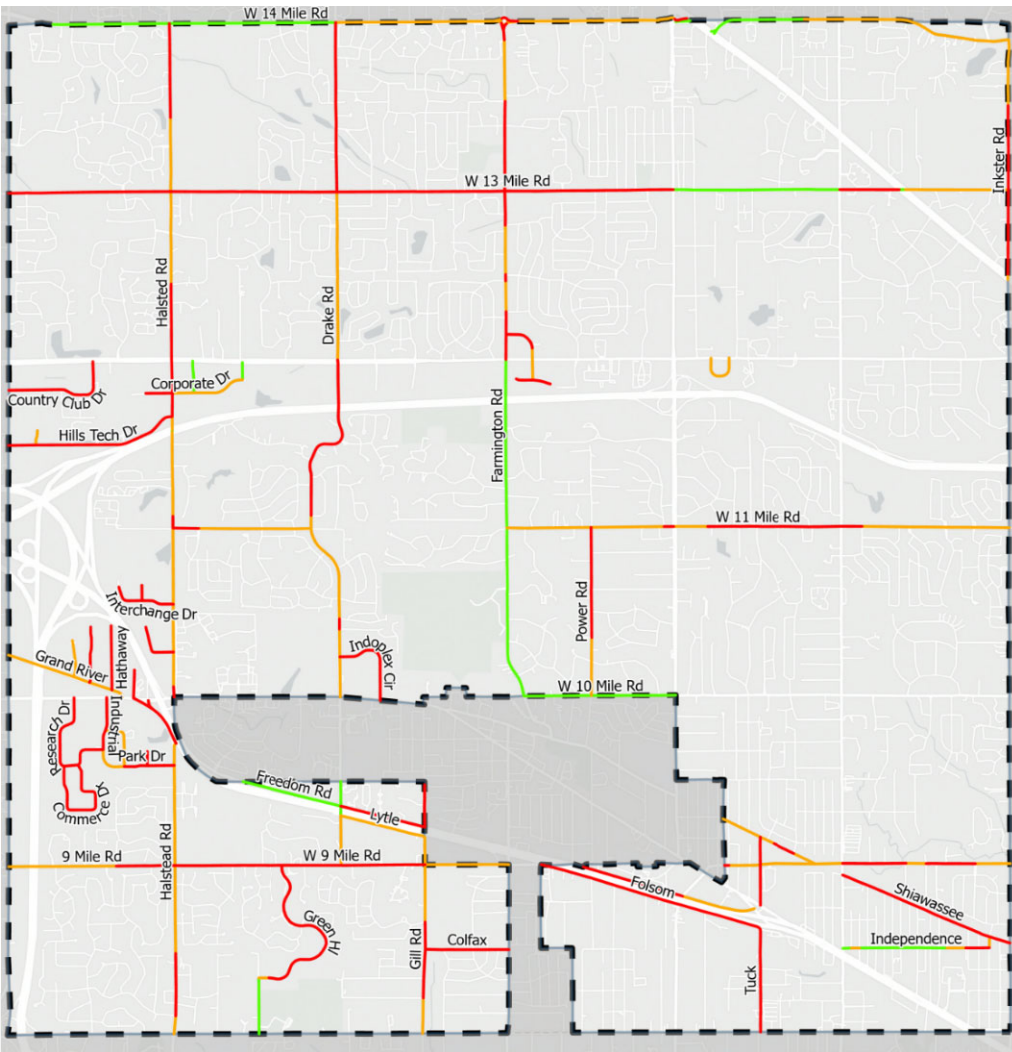 W 14 Mile Rd
Inkster Rd
W 13 Mile Rd
Halsted Rd
Drake Rd
Country Club Dr
Corporate Dr
Farmington Rd
Hills Tech Dr
W 11 Mile Rd
Interchange Dr
Power Rd
Hathaway
Indoplex Cir
Grand River
W 10 Mile Rd
Research Dr
Industrial
Park Dr
Commerce Dr
Freedom Rd
Lytle
9 Mile Rd
W 9 Mile Rd
Halstead Rd
Folsom
Shiawassee
Green Hl
Gill Rd
Colfax
Independence
Tuck